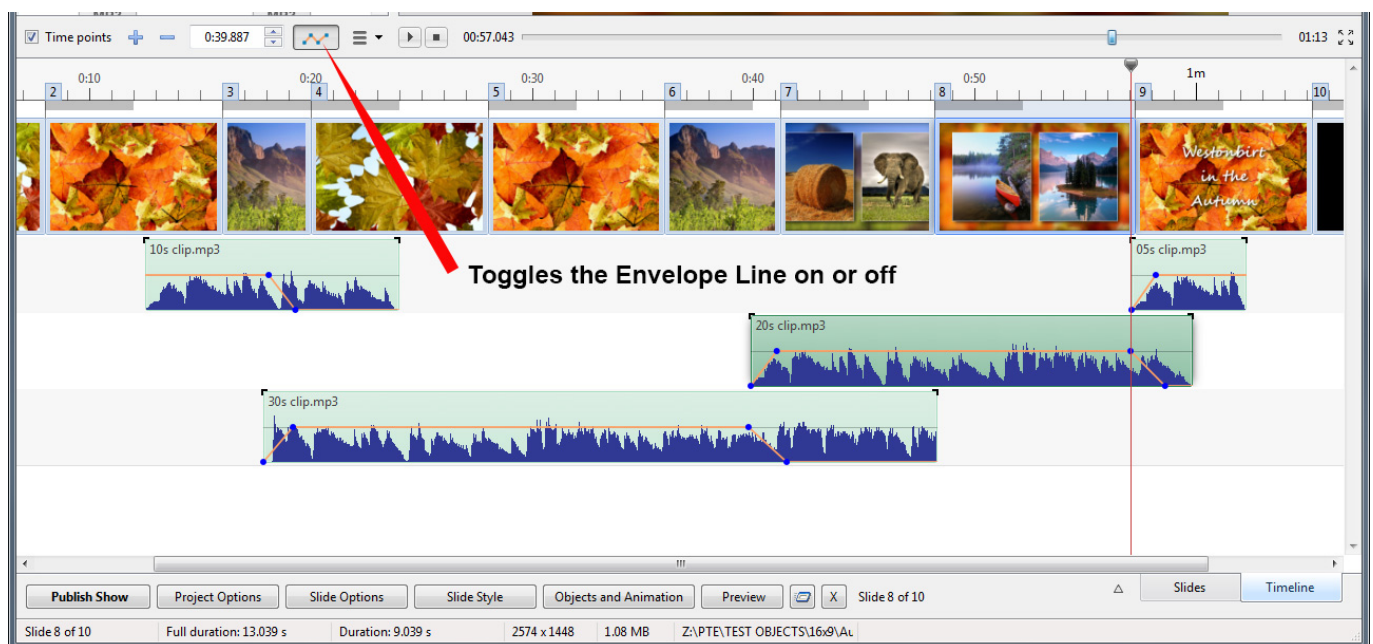 Time points 0:39.887 00:57.043 01:13
0:10 0:20 0:30 0:40 0:50 1m
2 3 4 5 6 7 8 9 10
Westonbirt
in the
Autumn
10s clip.mp3 05s clip.mp3
Toggles the Envelope Line on or off
20s clip.mp3
30s clip.mp3
Publish Show Project Options Slide Options Slide Style Objects and Animation Preview X Slide 8 of 10 Slides Timeline
Slide 8 of 10 Full duration: 13.039 s Duration: 9.039 s 2574 x 1448 1.08 MB Z:\PTE\TEST OBJECTS\16x9\Au